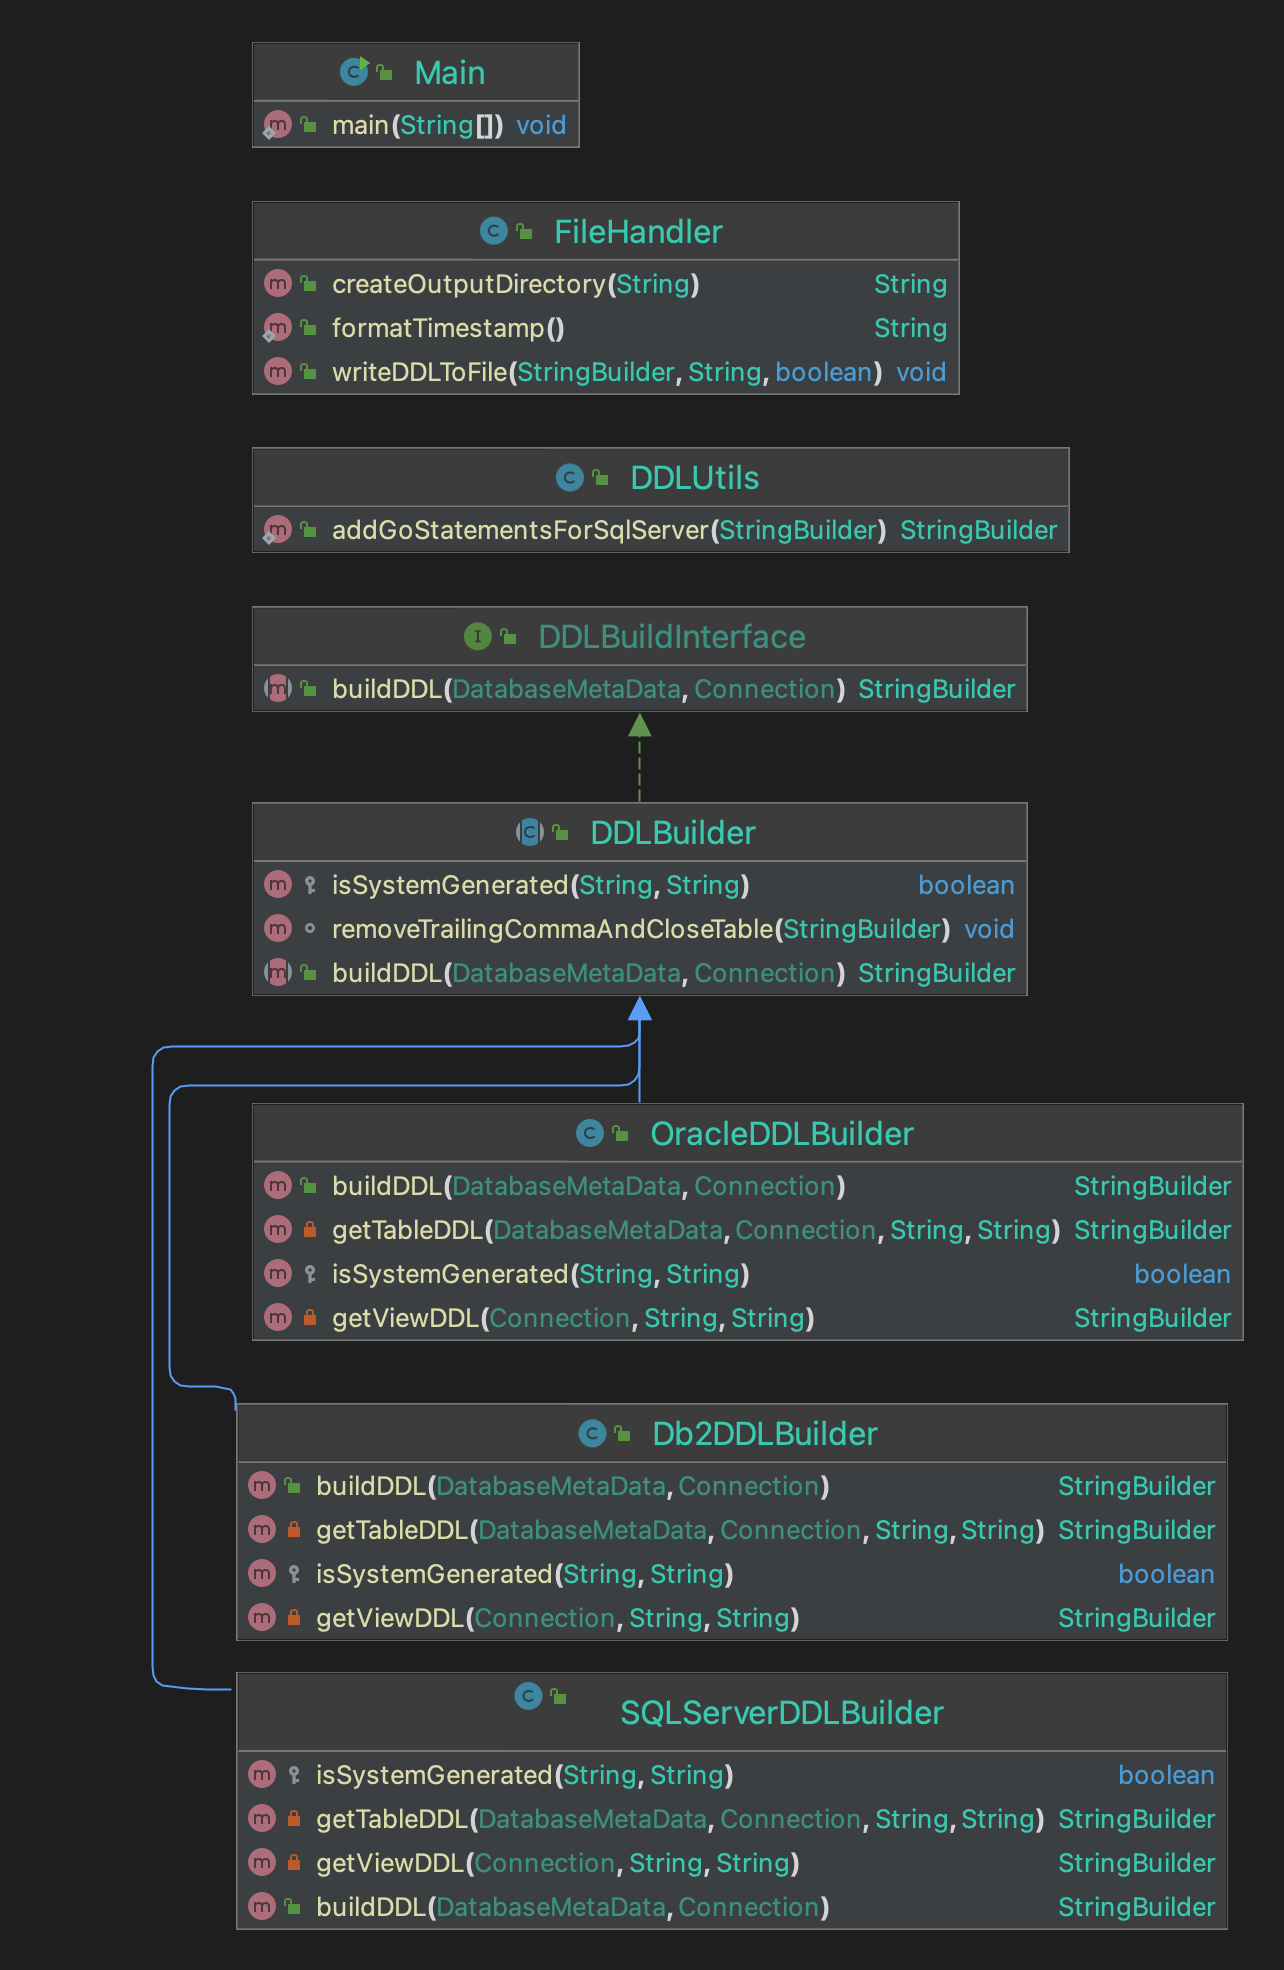 Main
main(String[]) void
FileHandler
createOutputDirectory(String) String
formatTimestamp() String
writeDDLToFile(StringBuilder, String, boolean) void
DDLUtils
addGoStatementsForSqlServer(StringBuilder) StringBuilder
DDLBuildInterface
buildDDL(DatabaseMetaData, Connection) StringBuilder
DDLBuilder
isSystemGenerated(String, String) boolean
removeTrailingCommaAndCloseTable(StringBuilder) void
buildDDL(DatabaseMetaData, Connection) StringBuilder
OracleDDLBuilder
buildDDL(DatabaseMetaData, Connection) StringBuilder
getTableDDL(DatabaseMetaData, Connection, String, String) StringBuilder
isSystemGenerated(String, String) boolean
getViewDDL(Connection, String, String) StringBuilder
Db2DDLBuilder
buildDDL(DatabaseMetaData, Connection) StringBuilder
getTableDDL(DatabaseMetaData, Connection, String, String) StringBuilder
isSystemGenerated(String, String) boolean
getViewDDL(Connection, String, String) StringBuilder
SQLServerDDLBuilder
isSystemGenerated(String, String) boolean
getTableDDL(DatabaseMetaData, Connection, String, String) StringBuilder
getViewDDL(Connection, String, String) StringBuilder
buildDDL(DatabaseMetaData, Connection) StringBuilder